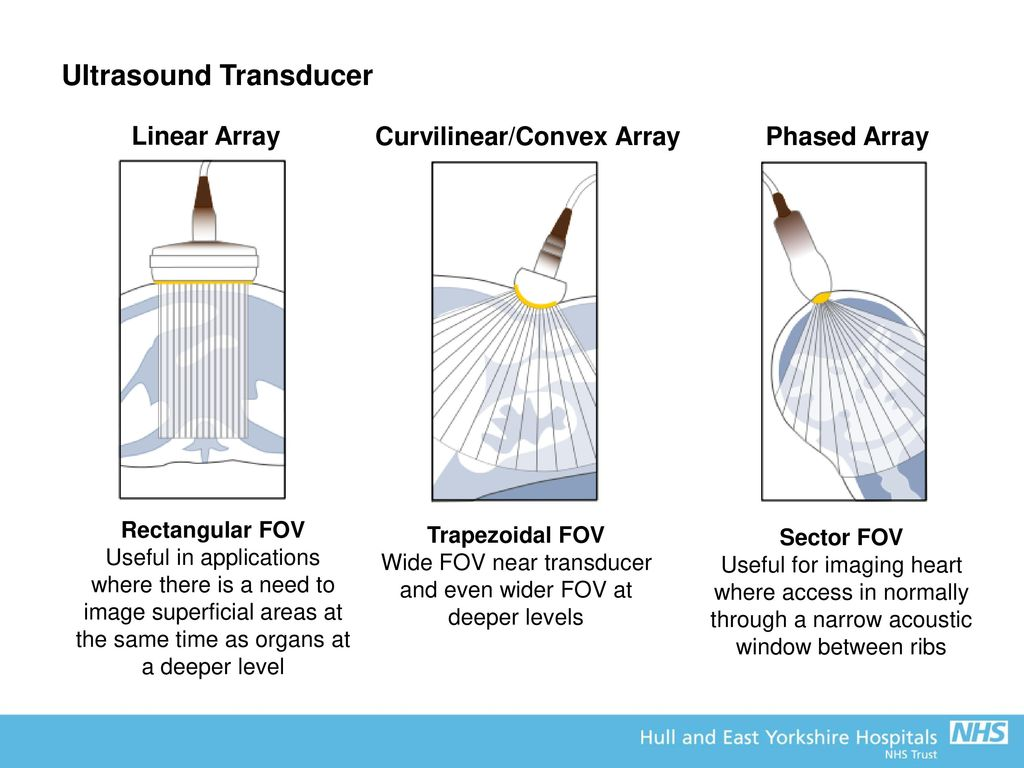 Ultrasound Transducer
Linear Array
Rectangular FOV
Useful in applications
where there is a need to
image superficial areas at
the same time as organs at
a deeper level
Curvilinear/Convex Array
Trapezoidal FOV
Wide FOV near transducer
and even wider FOV at
deeper levels
Phased Array
Sector FOV
Useful for imaging heart
where access in normally
through a narrow acoustic
window between ribs
Hull and East Yorkshire Hospitals NHS
NHS Trust